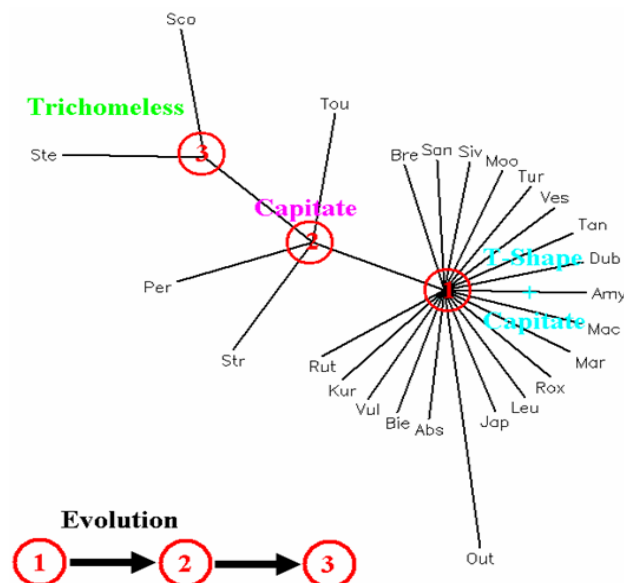 Sco
Trichomeless
Tou
3
Ste
Bre
San
Siv
Moo
Tur
Ves
Tan
Capitate
2
T-Shape
Dub
Per
1
+
Amy
Capitate
Mac
Str
Rut
Mar
Kur
Rox
Vul
Leu
Bie
Abs
Jap
Evolution
Out
1
2
3